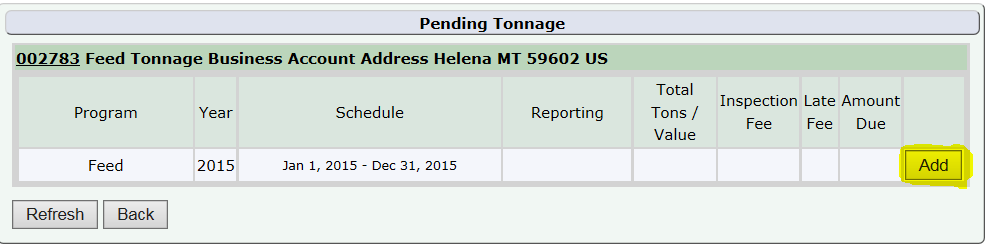 Pending Tonnage
002783 Feed Tonnage Business Account Address Helena MT 59602 US
Program Year Schedule Reporting Total Tons / Value Inspection Fee Late Fee Amount Due
Feed 2015 Jan 1, 2015 - Dec 31, 2015 Add
Refresh Back